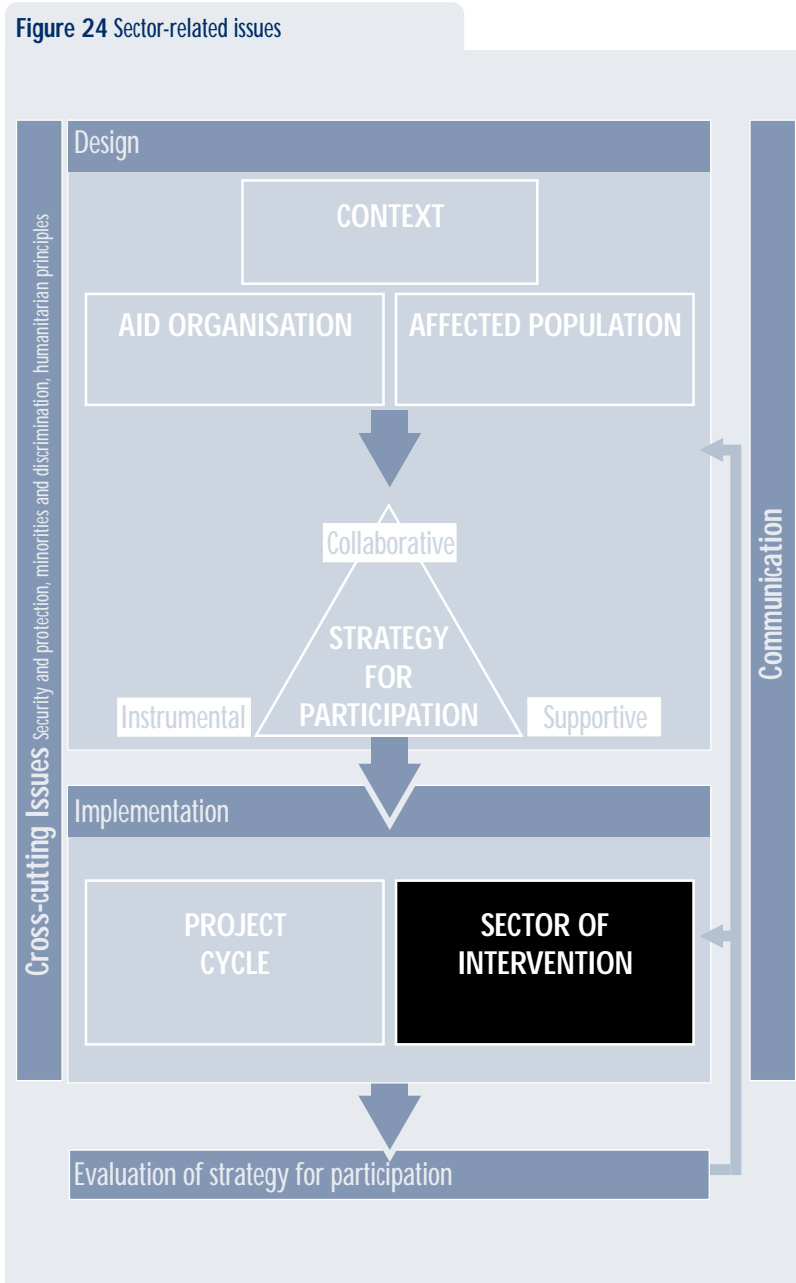 Figure 24 Sector-related issues
Cross-cutting Issues Security and protection, minorities and discrimination, humanitarian principles
Design
CONTEXT
AID ORGANISATION
AFFECTED POPULATION
Collaborative
STRATEGY
FOR
PARTICIPATION
Instrumental
Supportive
Implementation
PROJECT
CYCLE
SECTOR OF
INTERVENTION
Evaluation of strategy for participation
Communication